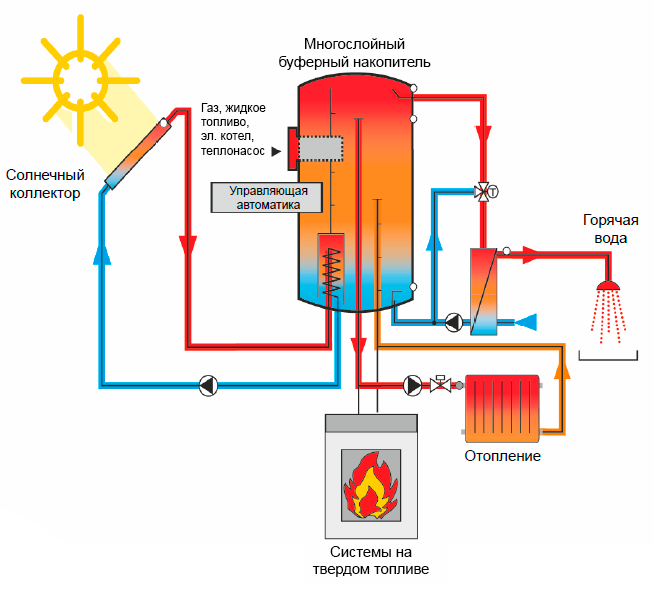 Многослойный
буферный накопитель
Газ, жидкое
топливо,
эл. котел,
теплонасос
Солнечный
коллектор
Управляющая
автоматика
T
Горячая
вода
Отопление
Системы на
твердом топливе